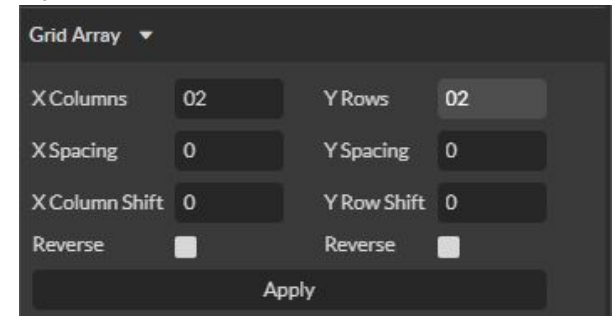 Grid Array
X Columns 02 Y Rows 02
X Spacing 0 Y Spacing 0
X Column Shift 0 Y Row Shift 0
Reverse Reverse
Apply